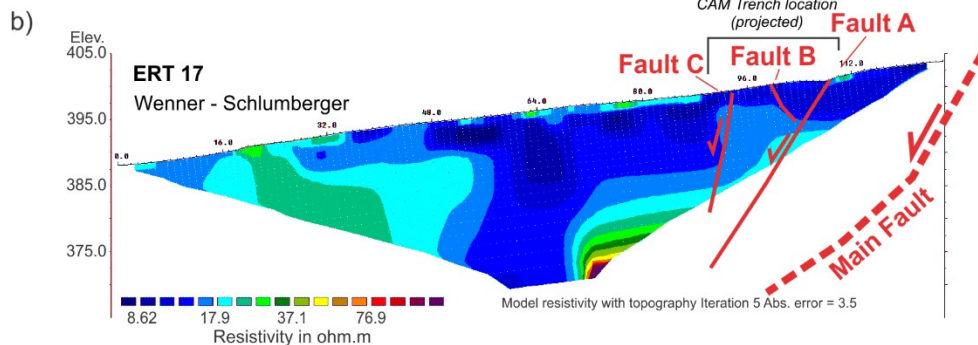 b)
CAM Trench location
(projected)
Elev.
405.0
Fault A
Fault B
Fault C
ERT 17
Wenner - Schlumberger
395.0
385.0
375.0
0.0
16.0
32.0
48.0
64.0
80.0
96.0
112.0
Main Fault
8.62
17.9
37.1
76.9
Resistivity in ohm.m
Model resistivity with topography Iteration 5 Abs. error = 3.5